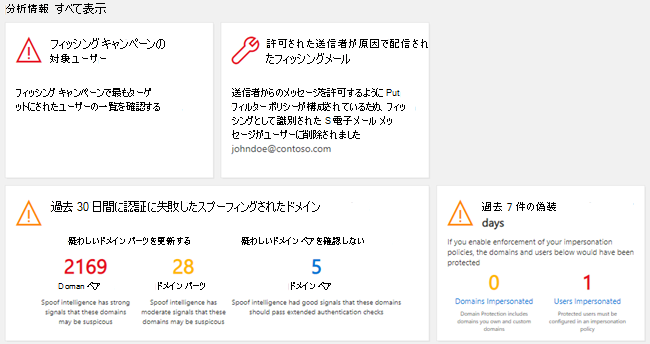 分析情報 すべて表示
フィッシング キャンペーンの
対象ユーザー
フィッシング キャンペーンで最もターゲ
ットにされたユーザーの一覧を確認する
許可された送信者が原因で配信され
たフィッシングメール
送信者からのメッセージを許可するように Put
フィルター ポリシーが構成されているため、フィッ
シングとして識別された S 電子メール メッ
セージがユーザーに削除されました
johndoe@contoso.com
過去 30 日間に認証に失敗したスプーフィングされたドメイン
疑わしいドメイン パーツを更新する
疑わしいドメイン ペアを確認しない
2169
28
5
Doman ペア
ドメイン パーツ
ドメイン ペア
Spoof intelligence has strong
signals that these domains
may be suspicious
Spoof intelligence has
moderate signals that these
domains may be suspicious
Spoof intelligence had good signals that these domains
should pass extended authentication checks
過去 7 件の偽装
days
If you enable enforcement of your impersonation
policies, the domains and users below would have been
protected
0
1
Domains Impersonated
Users Impersonated
Domain Protection includes
domains you own and custom
domains
Protected users must be
configured in an impersonation
policy